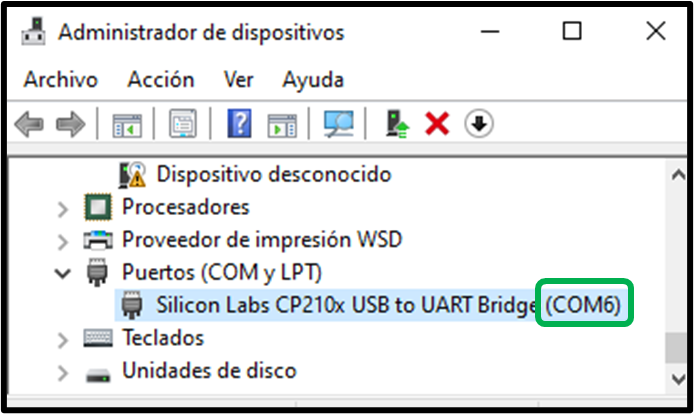 Administrador de dispositivos
Archivo Acción Ver Ayuda
Dispositivo desconocido
Procesadores
Proveedor de impresión WSD
Puertos (COM y LPT)
Silicon Labs CP210x USB to UART Bridge (COM6)
Teclados
Unidades de disco